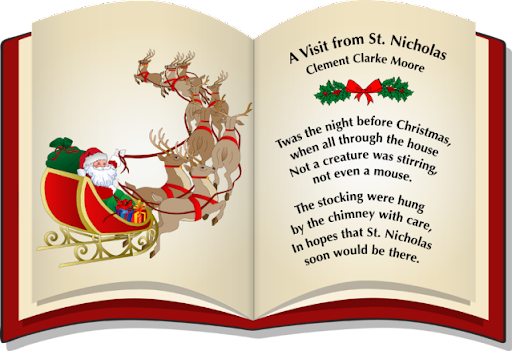 A Visit from St. Nicholas
Clement Clarke Moore
Twas the night before Christmas,
when all through the house
Not a creature was stirring,
not even a mouse.
The stocking were hung
by the chimney with care,
In hopes that St. Nicholas
soon would be there.